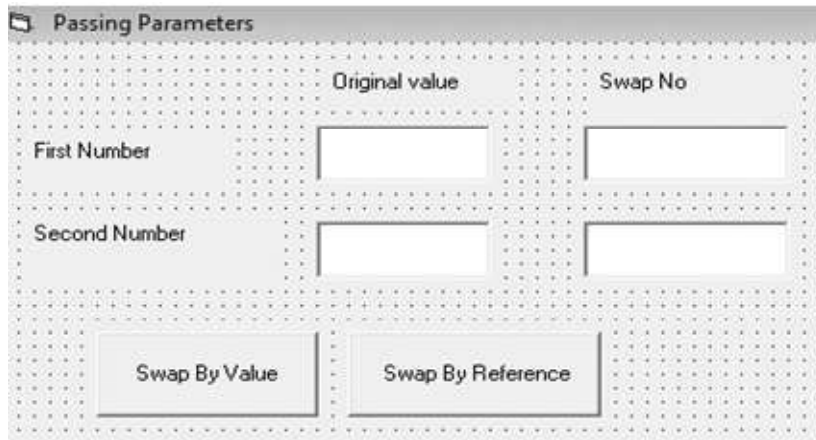 Passing Parameters
Original value Swap No
First Number
Second Number
Swap By Value Swap By Reference